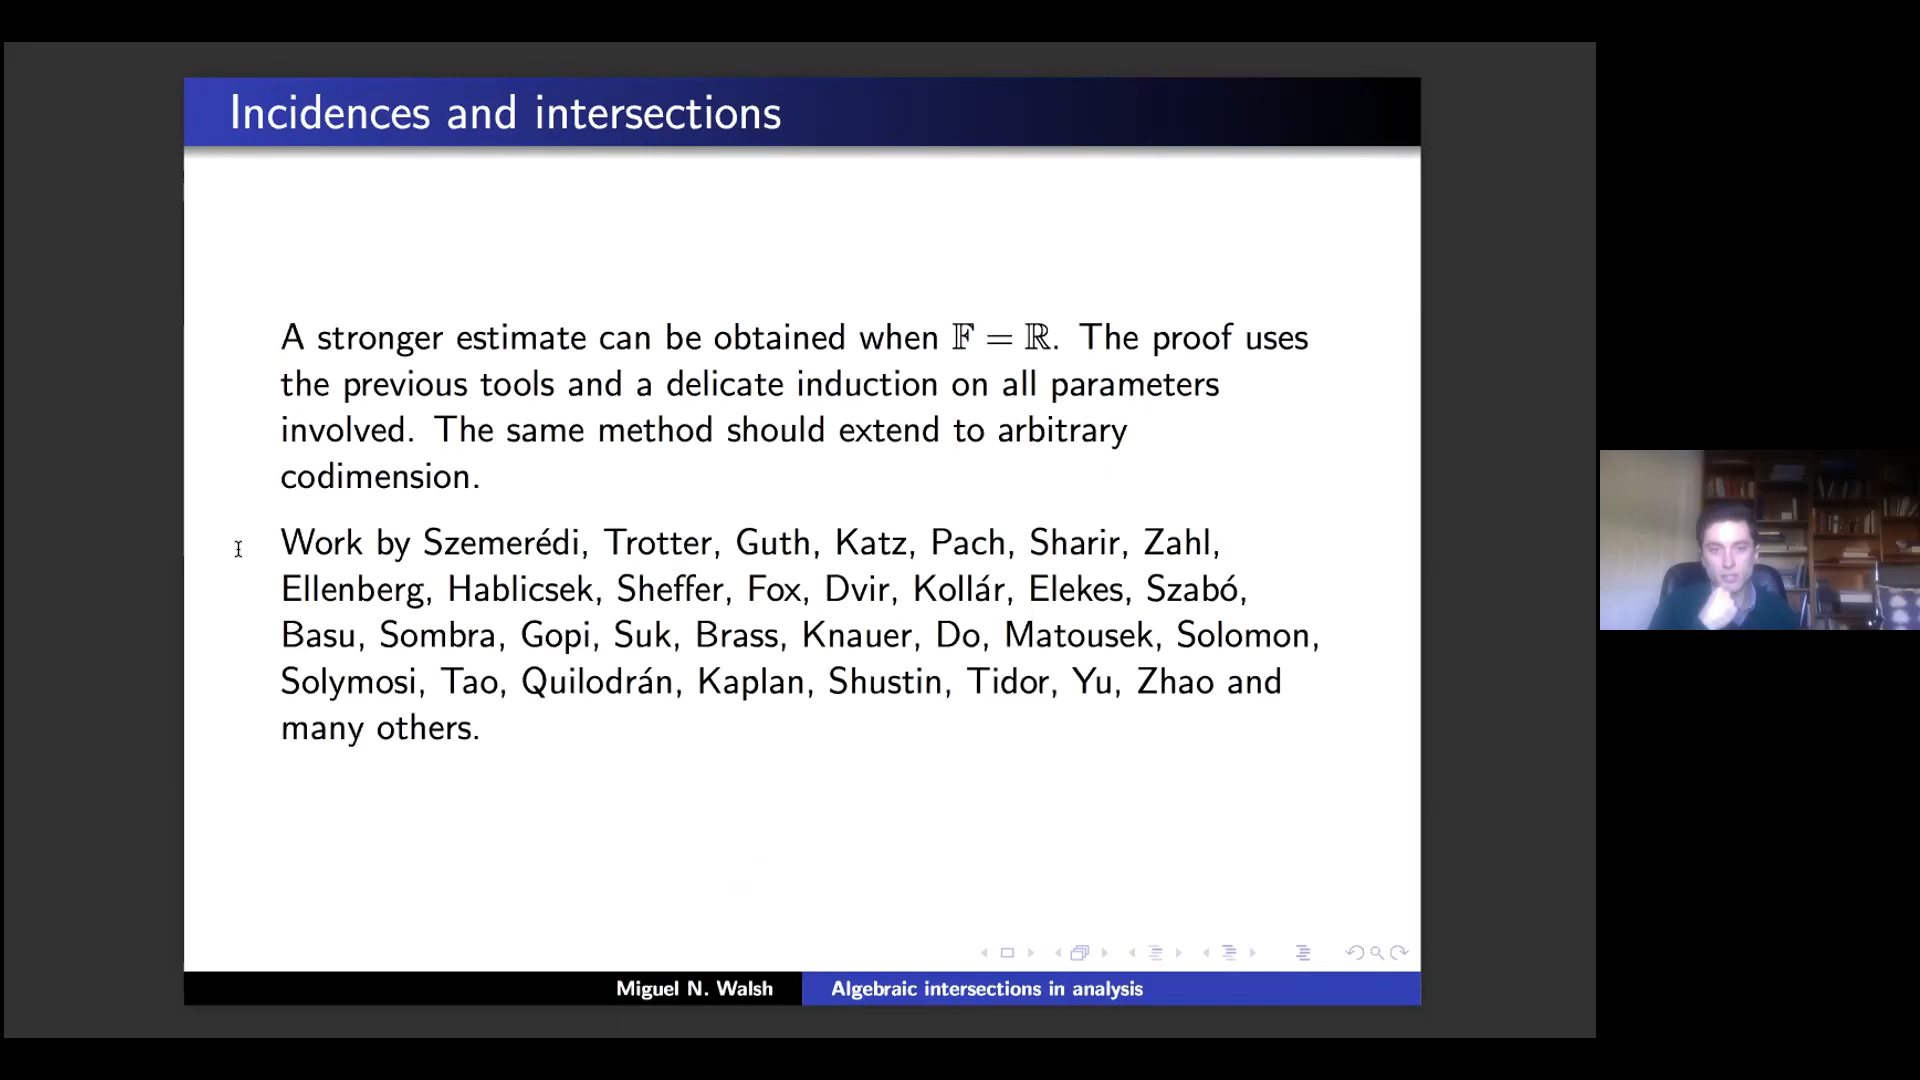 Incidences and intersections
A stronger estimate can be obtained when 𝔽 = ℝ. The proof uses
the previous tools and a delicate induction on all parameters
involved. The same method should extend to arbitrary
codimension.
Work by Szemerédi, Trotter, Guth, Katz, Pach, Sharir, Zahl,
Ellenberg, Hablicsek, Sheffer, Fox, Dvir, Kollár, Elekes, Szabó,
Basu, Sombra, Gopi, Suk, Brass, Knauer, Do, Matousek, Solomon,
Solymosi, Tao, Quilodrán, Kaplan, Shustin, Tidor, Yu, Zhao and
many others.
Miguel N. Walsh
Algebraic intersections in analysis